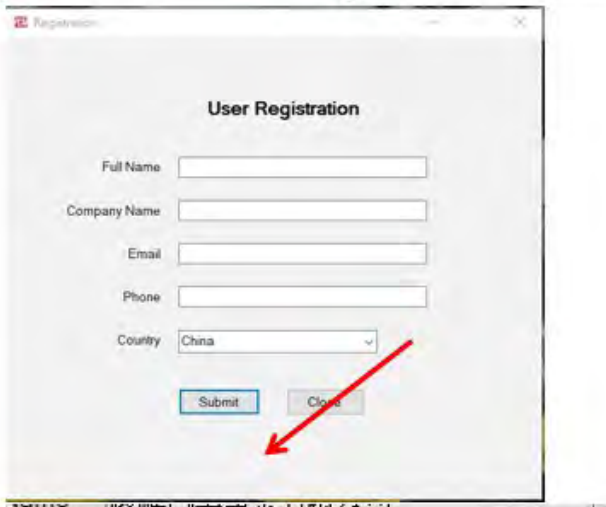 Registration
User Registration
Full Name
Company Name
Email
Phone
Country China
Submit Close